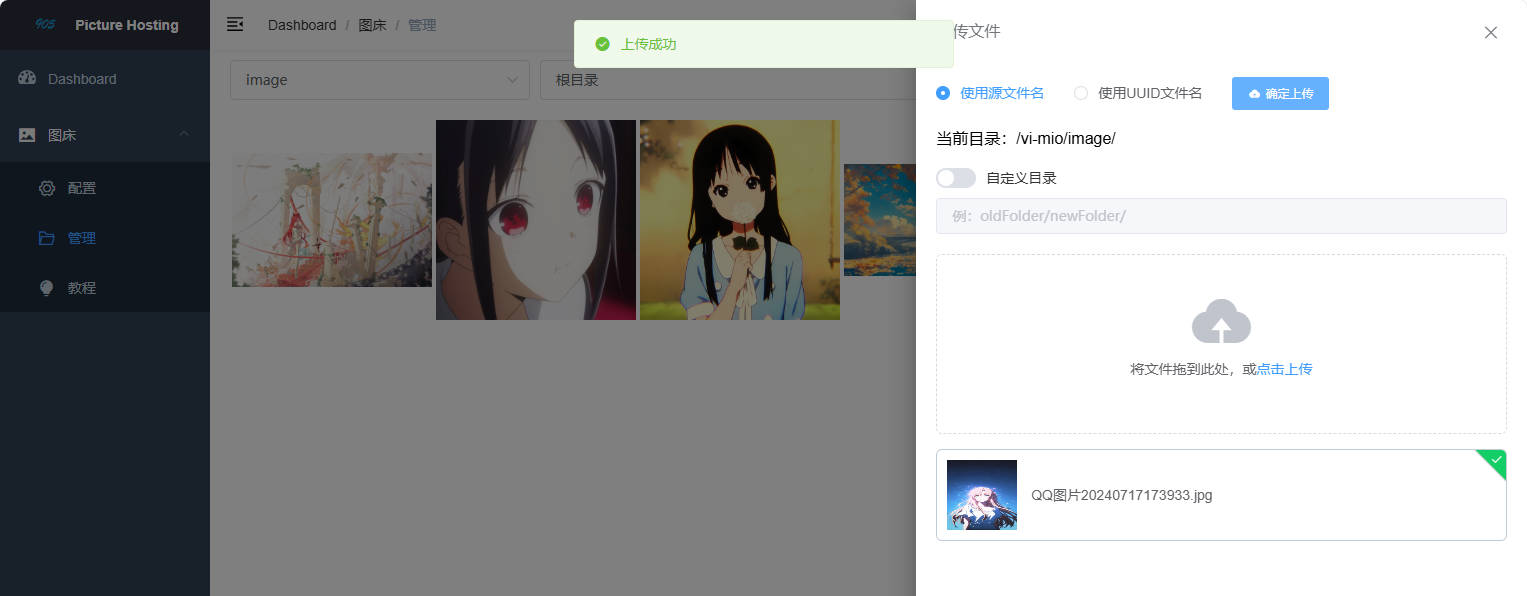 905 Picture Hosting
Dashboard
图床
配置
管理
教程
Dashboard / 图床 / 管理
上传成功
image
根目录
传文件
使用源文件名
使用UUID文件名
确定上传
当前目录：/vi-mio/image/
自定义目录
例：oldFolder/newFolder/
将文件拖到此处，或点击上传
QQ图片20240717173933.jpg